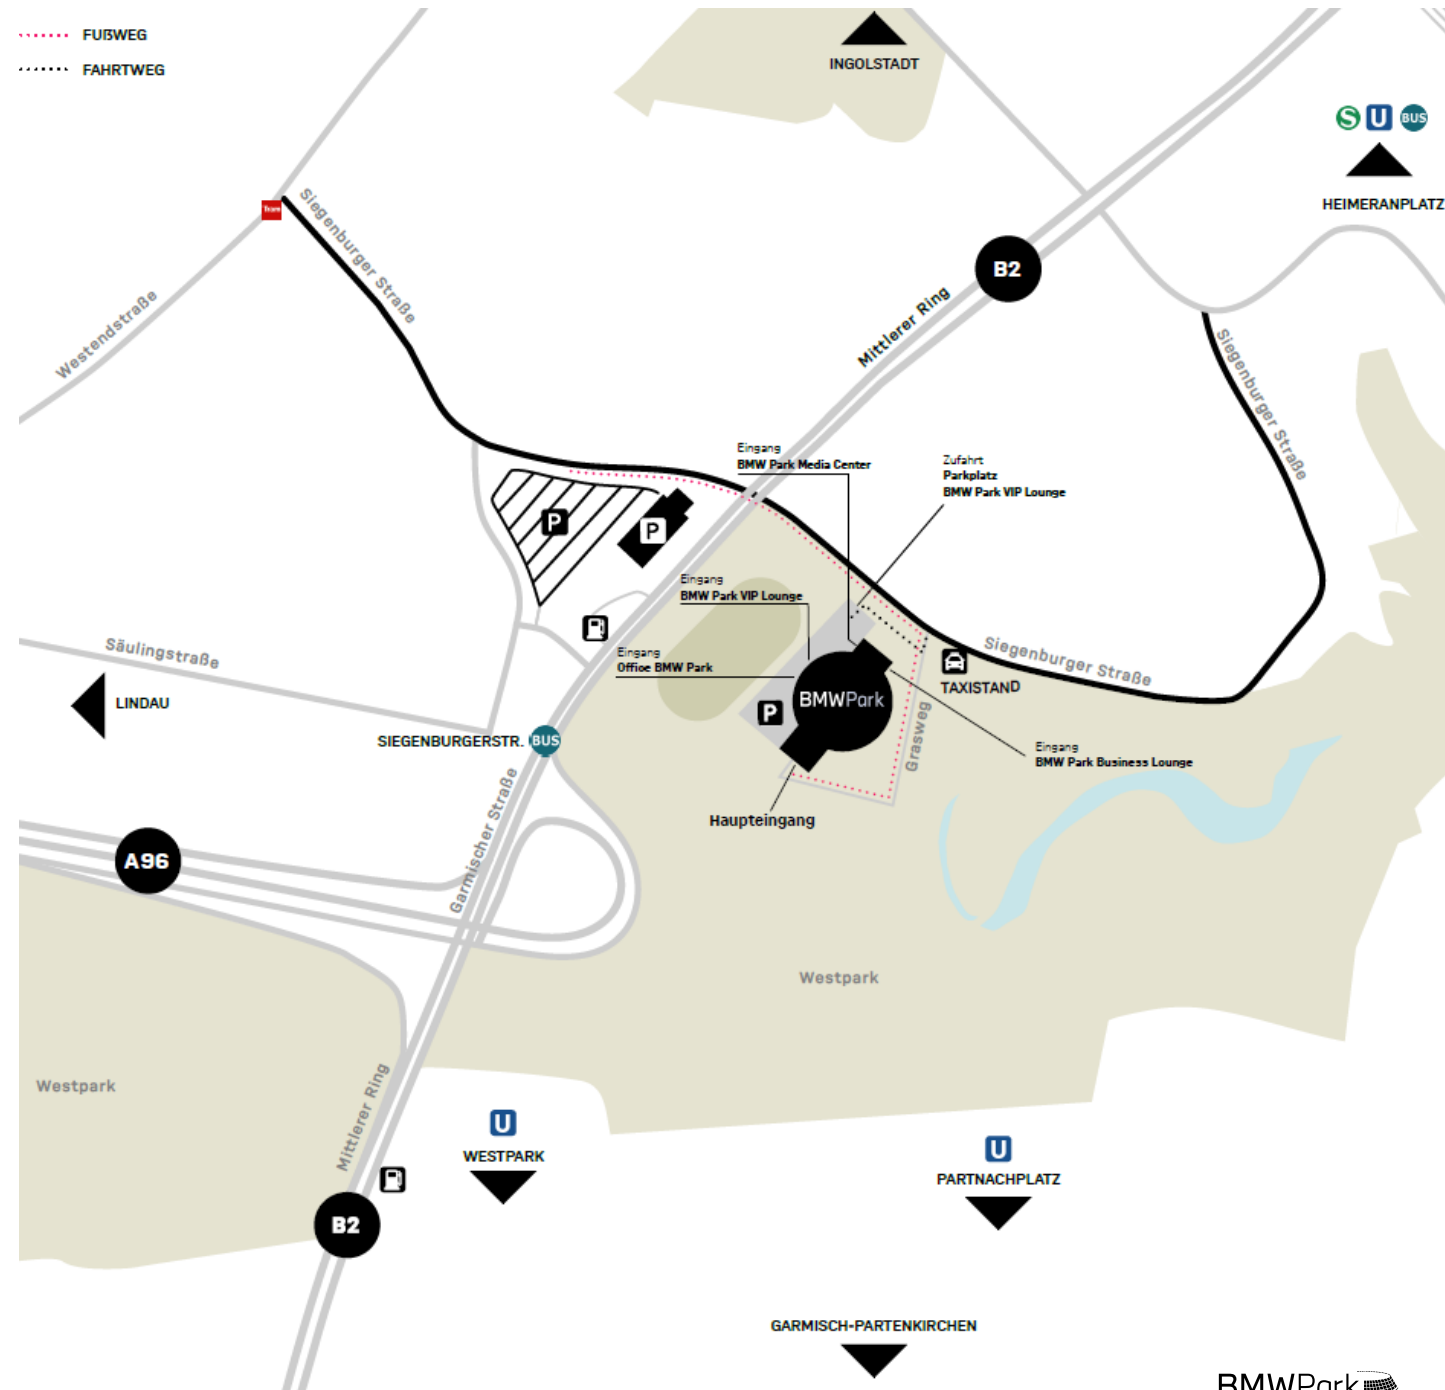 FUßWEG
FAHRTWEG
INGOLSTADT
S U BUS
HEIMERANPLATZ
Team
Siegenburger Straße
Westendstraße
B2
Mittlerer Ring
Siegenburger Straße
Eingang
BMW Park Media Center
Zufahrt
Parkplatz
BMW Park VIP Lounge
P
P
Eingang
BMW Park VIP Lounge
Eingang
Office BMW Park
Säulingstraße
Siegenburger Straße
TAXISTAND
LINDAU
BMWPark
P
SIEGENBURGERSTR. BUS
Grasweg
Eingang
BMW Park Business Lounge
Haupteingang
Garmischer Straße
A96
Westpark
Westpark
Mittlerer Ring
U
WESTPARK
U
PARTNACHPLATZ
B2
GARMISCH-PARTENKIRCHEN
BMWPark